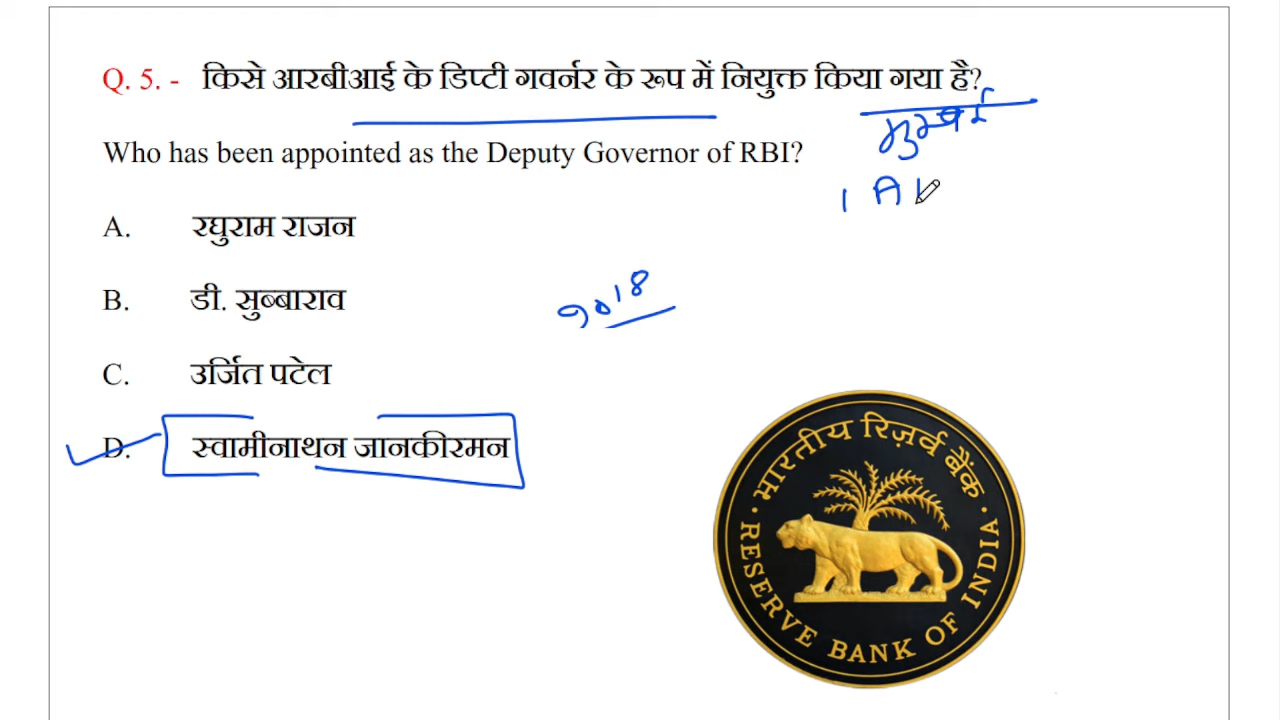 Q. 5. - किसे आरबीआई के डिप्टी गवर्नर के रूप में नियुक्त किया गया है?
Who has been appointed as the Deputy Governor of RBI?
मुम्बई
1 A
A. रघुराम राजन
B. डी. सुब्बाराव
2018
C. उर्जित पटेल
D. स्वामीनाथन जानकीरमन
भारतीय रिज़र्व बैंक
RESERVE BANK OF INDIA